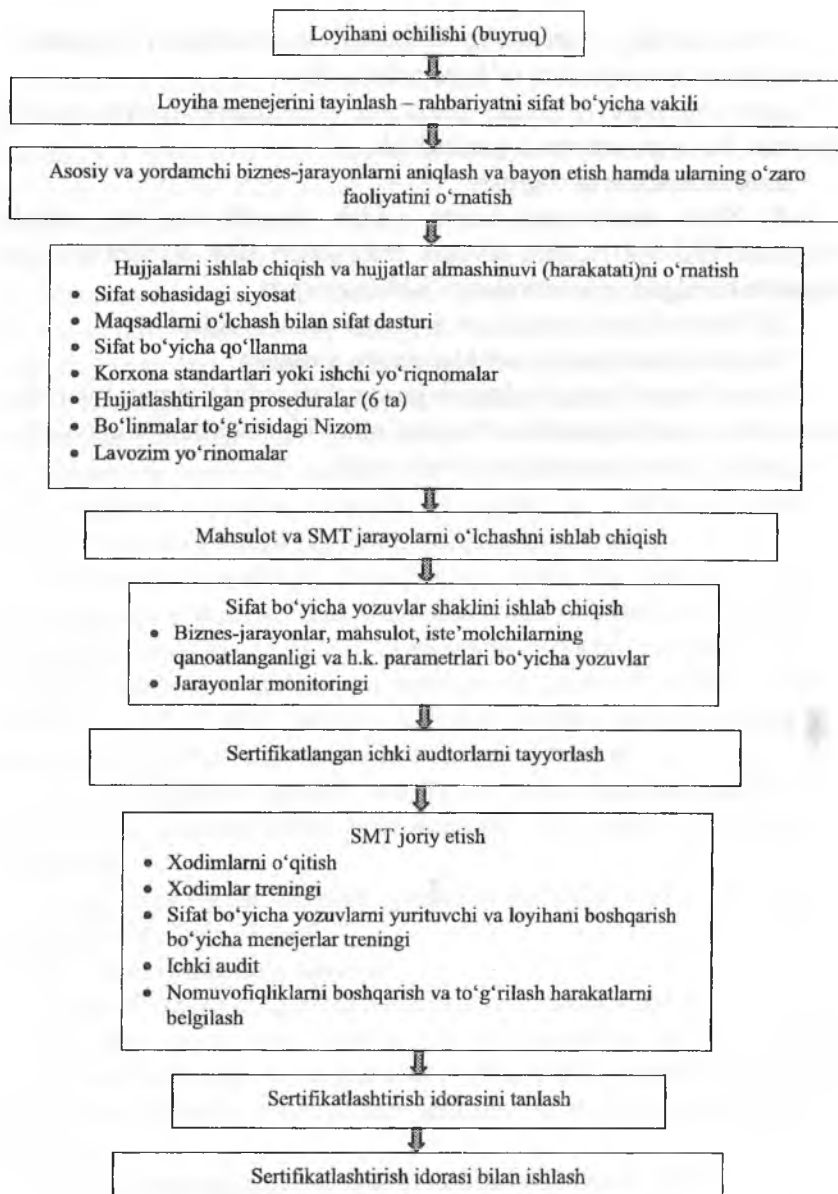 Loyihani ochilishi (buyruq)
Loyiha menejerini tayinlash – rahbariyatni sifat bo‘yicha vakili
Asosiy va yordamchi biznes-jarayonlarni aniqlash va bayon etish hamda ularning o‘zaro
faoliyatini o‘rnatish
Hujjalarni ishlab chiqish va hujjatlar almashinuvi (harakatati)ni o‘rnatish
• Sifat sohasidagi siyosat
• Maqsadlarni o‘lchash bilan sifat dasturi
• Sifat bo‘yicha qo‘llanma
• Korxona standartlari yoki ishchi yo‘riqnomalar
• Hujjatlashtirilgan proseduralar (6 ta)
• Bo‘linmalar to‘g‘risidagi Nizom
• Lavozim yo‘rinomalar
Mahsulot va SMT jarayolarni o‘lchashni ishlab chiqish
Sifat bo‘yicha yozuvlar shaklini ishlab chiqish
• Biznes-jarayonlar, mahsulot, iste’molchilarning
qanoatlanganligi va h.k. parametrlari bo‘yicha yozuvlar
• Jarayonlar monitoringi
Sertifikatlangan ichki audtorlarni tayyorlash
SMT joriy etish
• Xodimlarni o‘qitish
• Xodimlar treningi
• Sifat bo‘yicha yozuvlarni yurituvchi va loyihani boshqarish
bo‘yicha menejerlar treningi
• Ichki audit
• Nomuvofiqliklarni boshqarish va to‘g‘rilash harakatlarni
belgilash
Sertifikatlashtirish idorasini tanlash
Sertifikatlashtirish idorasi bilan ishlash